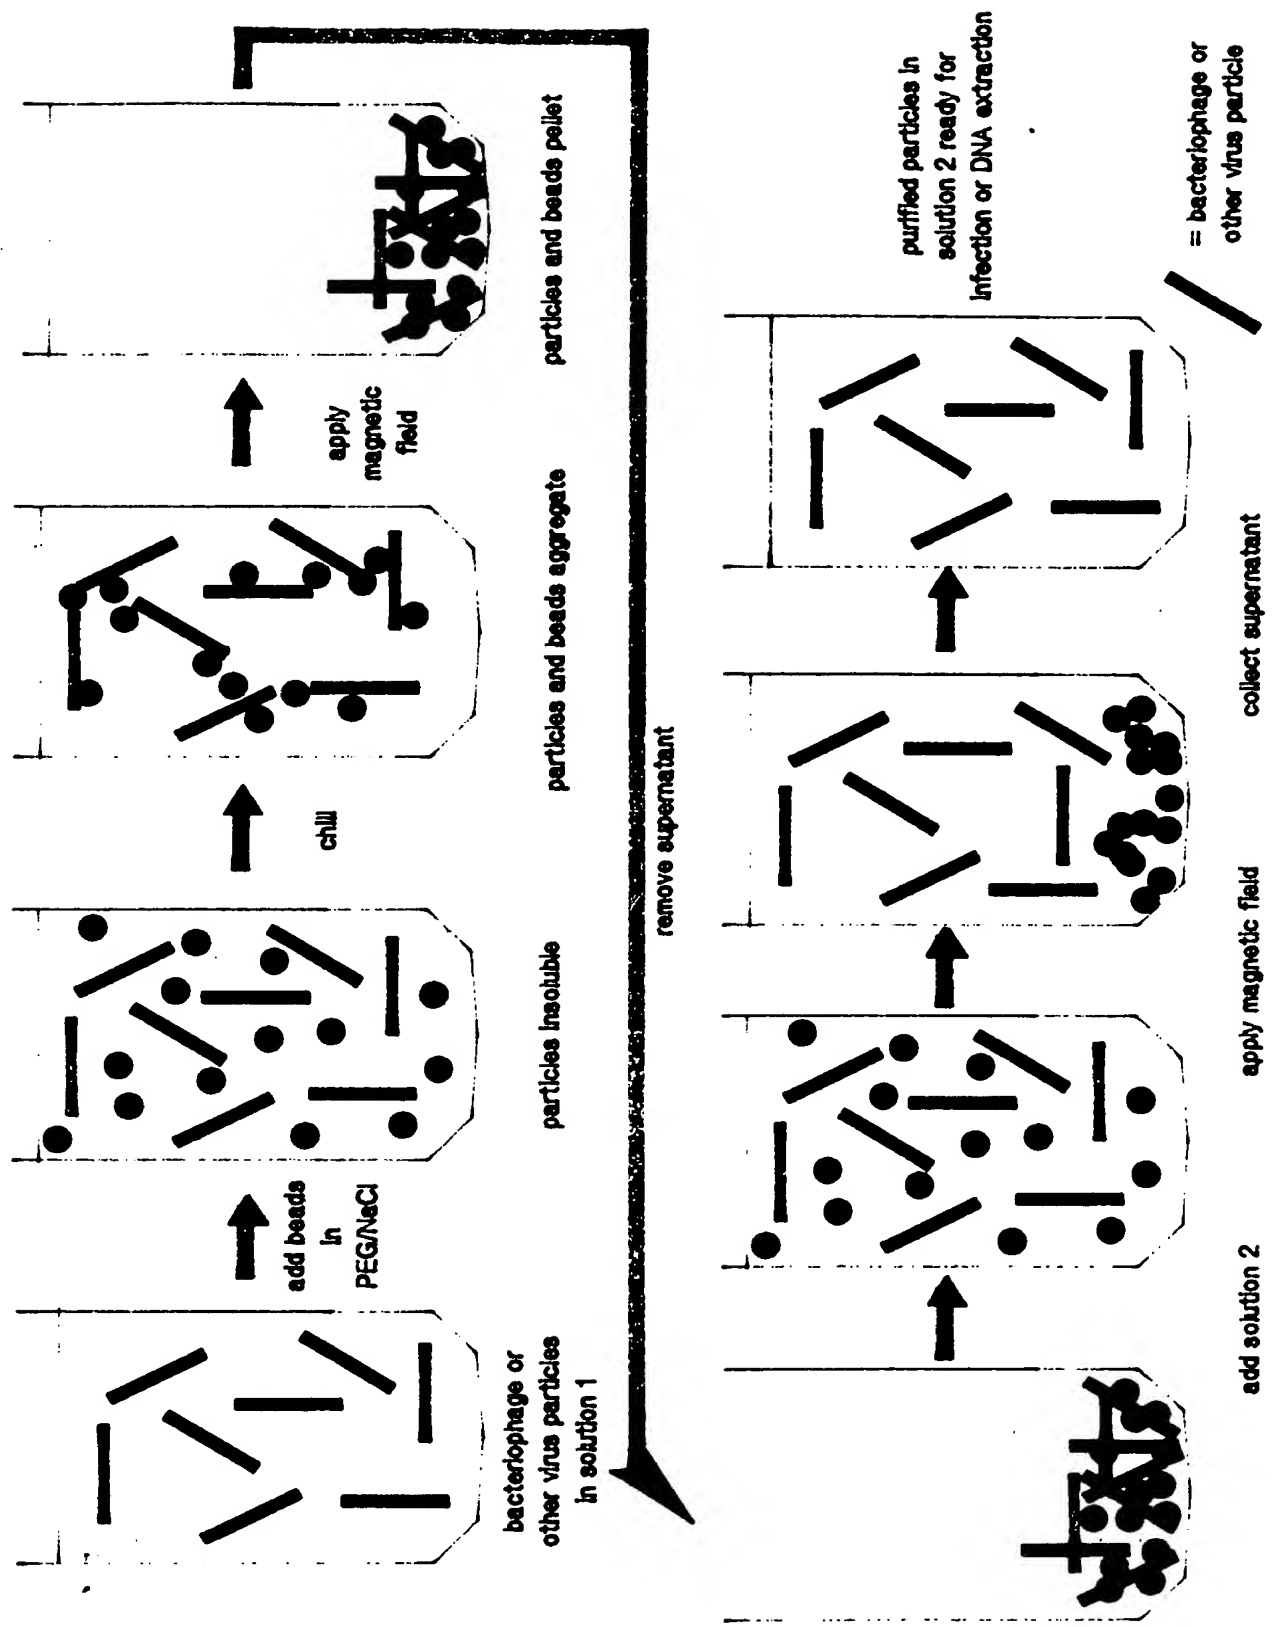 bacteriophage or
other virus particles
in solution 1
add beads
in
PEG/NaCl
particles insoluble
chill
particles and beads aggregate
apply
magnetic
field
particles and beads pellet
remove supernatant
add solution 2
apply magnetic field
collect supernatant
purified particles in
solution 2 ready for
infection or DNA extraction
= bacteriophage or
other virus particle